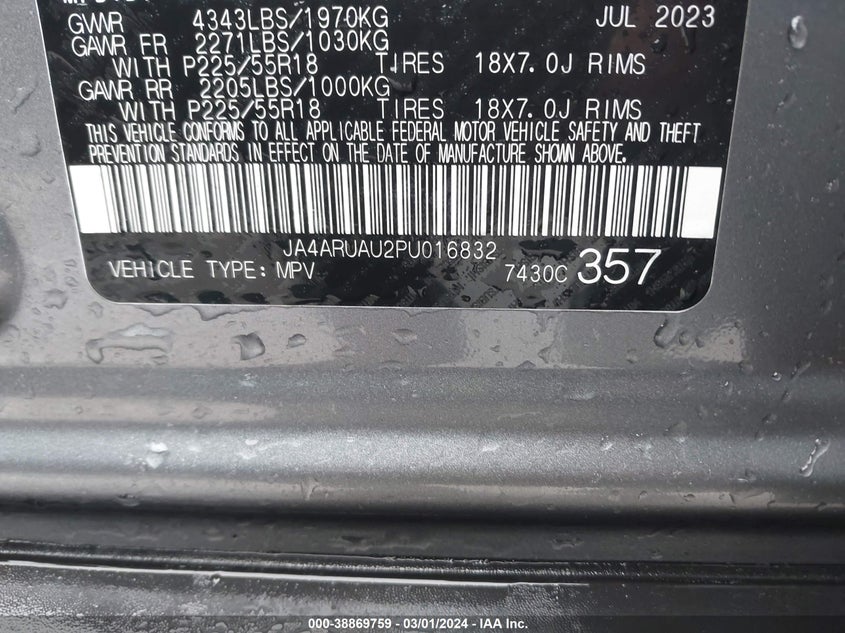 GVWR 4343LBS/1970KG JUL 2023
GAWR FR 2271LBS/1030KG
WITH P225/55R18 TIRES 18X7.0J RIMS
GAWR RR 2205LBS/1000KG
WITH P225/55R18 TIRES 18X7.0J RIMS
THIS VEHICLE CONFORMS TO ALL APPLICABLE FEDERAL MOTOR VEHICLE SAFETY AND THEFT
PREVENTION STANDARDS IN EFFECT ON THE DATE OF MANUFACTURE SHOWN ABOVE.
JA4ARUAU2PU016832
VEHICLE TYPE: MPV 7430C 357
000-38869759 - 03/01/2024 - IAA Inc.